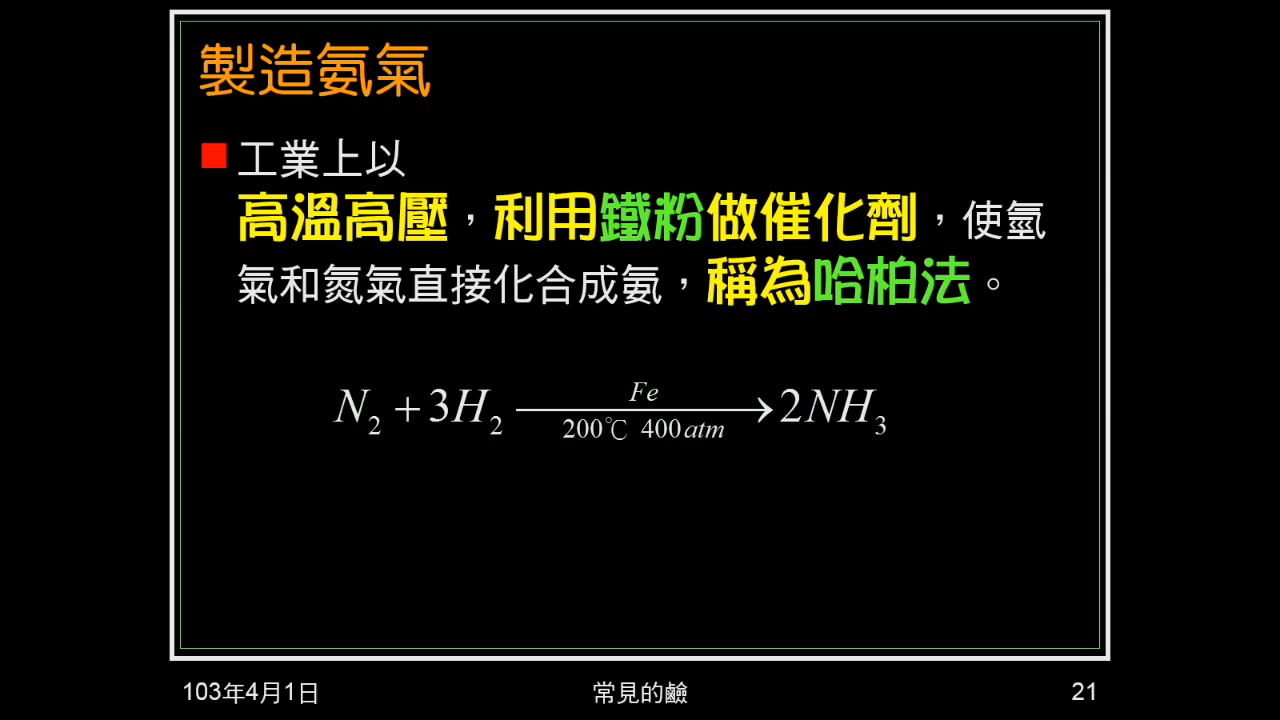 製造氨氣
工業上以
高溫高壓,利用鐵粉做催化劑,使氫
氣和氮氣直接化合成氨,稱為哈柏法。
Fe
N₂ + 3H₂ ⟶ 2NH₃
200℃ 400atm
103年4月1日 常見的鹼 21